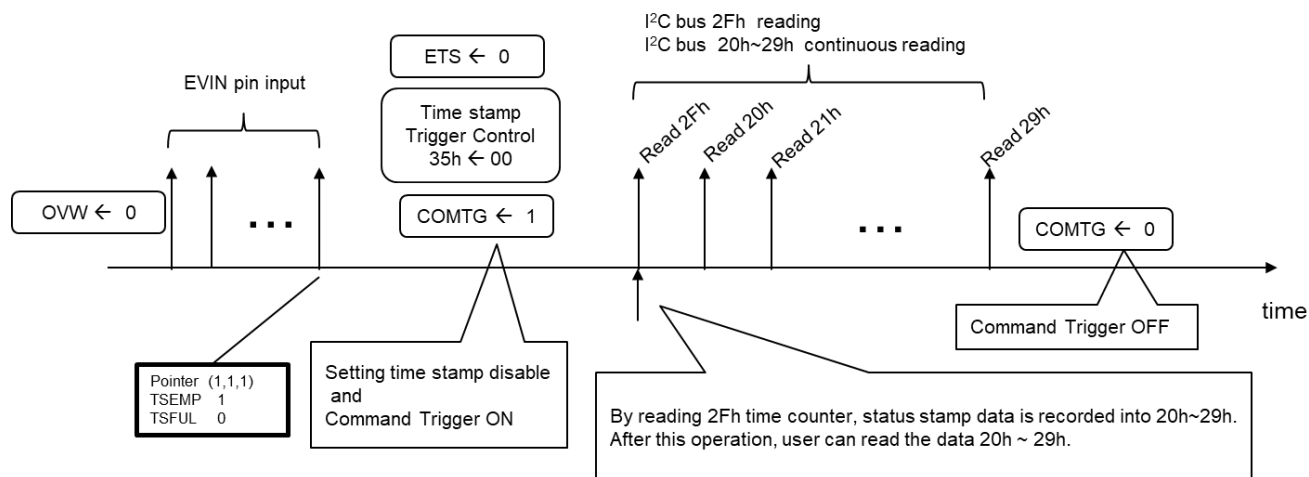 I²C bus 2Fh reading
I²C bus 20h~29h continuous reading
ETS ← 0
EVIN pin input
Time stamp
Trigger Control
35h ← 00
Read 2Fh
Read 20h
Read 21h
Read 29h
OVW ← 0
...
COMTG ← 1
...
COMTG ← 0
time
Pointer (1,1,1)
TSEMP 1
TSFUL 0
Setting time stamp disable
and
Command Trigger ON
Command Trigger OFF
By reading 2Fh time counter, status stamp data is recorded into 20h~29h.
After this operation, user can read the data 20h ~ 29h.